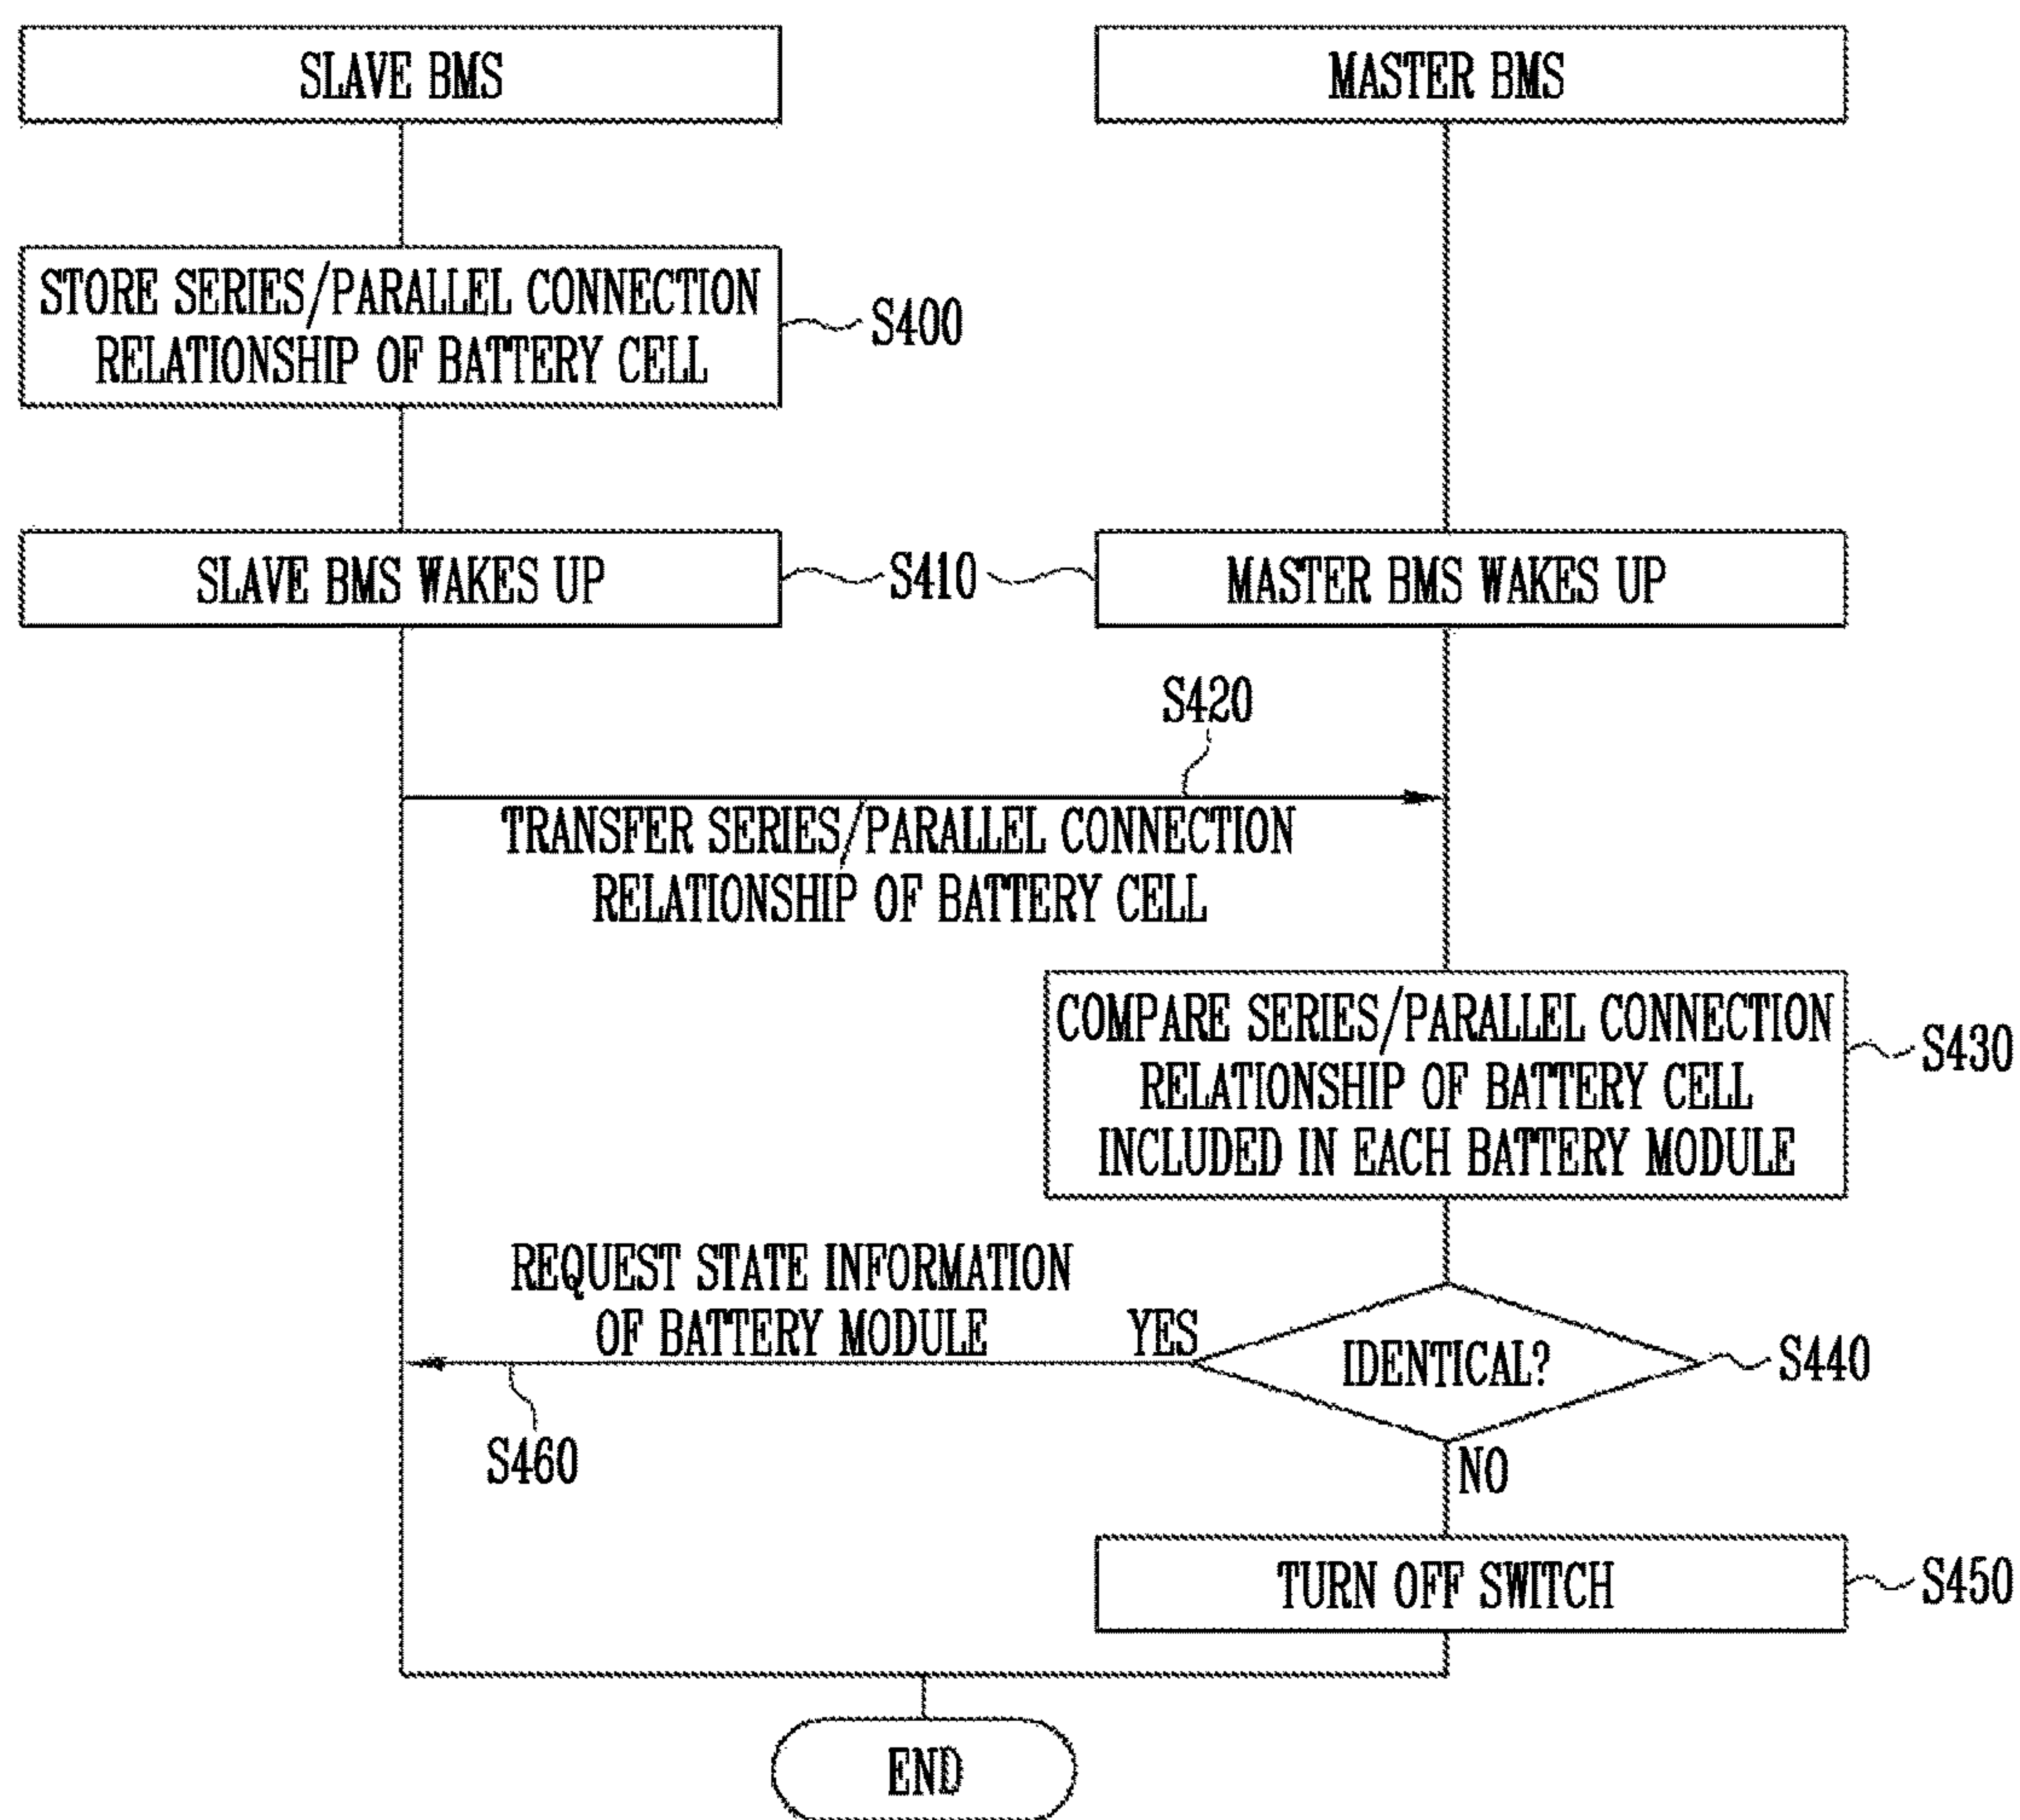 SLAVE BMS
MASTER BMS
STORE SERIES/PARALLEL CONNECTION
RELATIONSHIP OF BATTERY CELL
S400
SLAVE BMS WAKES UP
S410
MASTER BMS WAKES UP
S420
TRANSFER SERIES/PARALLEL CONNECTION
RELATIONSHIP OF BATTERY CELL
COMPARE SERIES/PARALLEL CONNECTION
RELATIONSHIP OF BATTERY CELL
INCLUDED IN EACH BATTERY MODULE
S430
REQUEST STATE INFORMATION
OF BATTERY MODULE
YES
IDENTICAL?
S440
S460
NO
TURN OFF SWITCH
S450
END